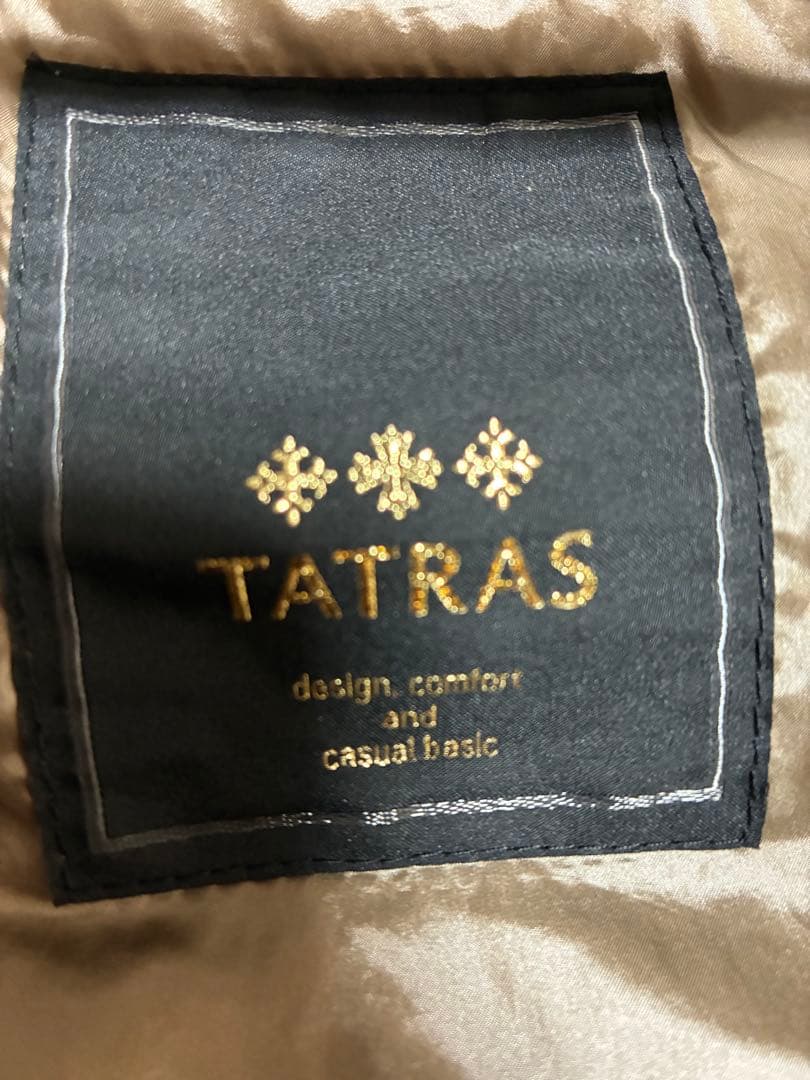 TATRAS
design, comfort
and
casual basic